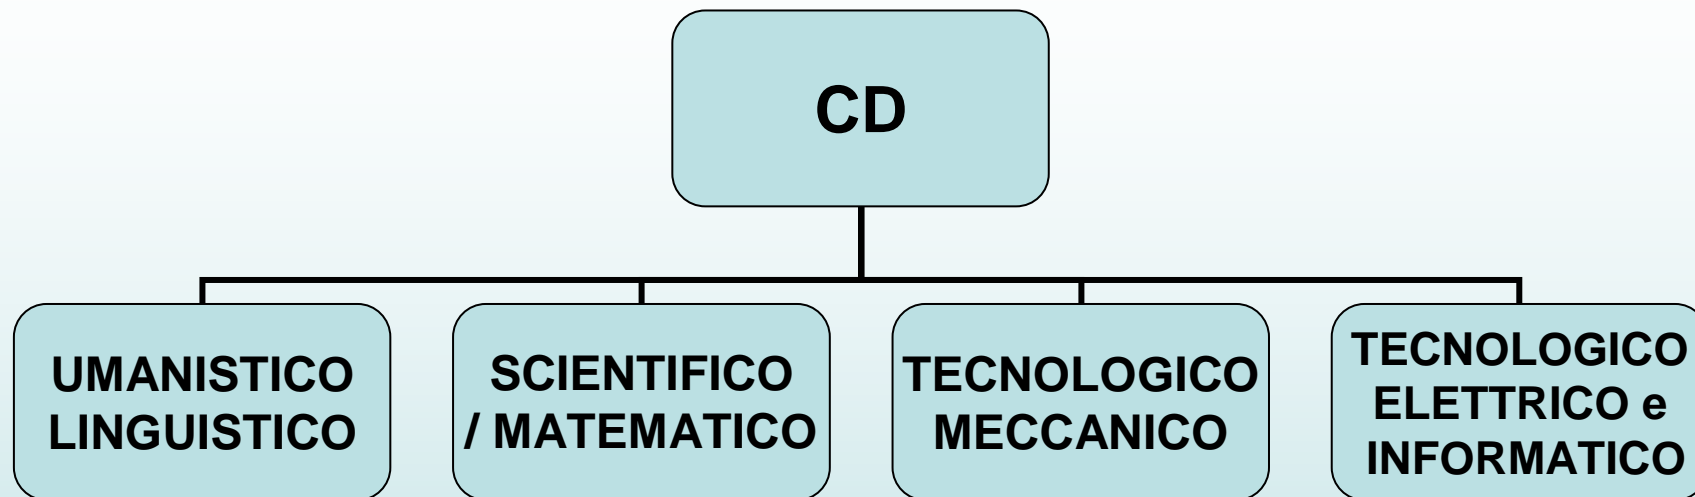 CD
UMANISTICO
LINGUISTICO
SCIENTIFICO
/ MATEMATICO
TECNOLOGICO
MECCANICO
TECNOLOGICO
ELETTRICO e
INFORMATICO